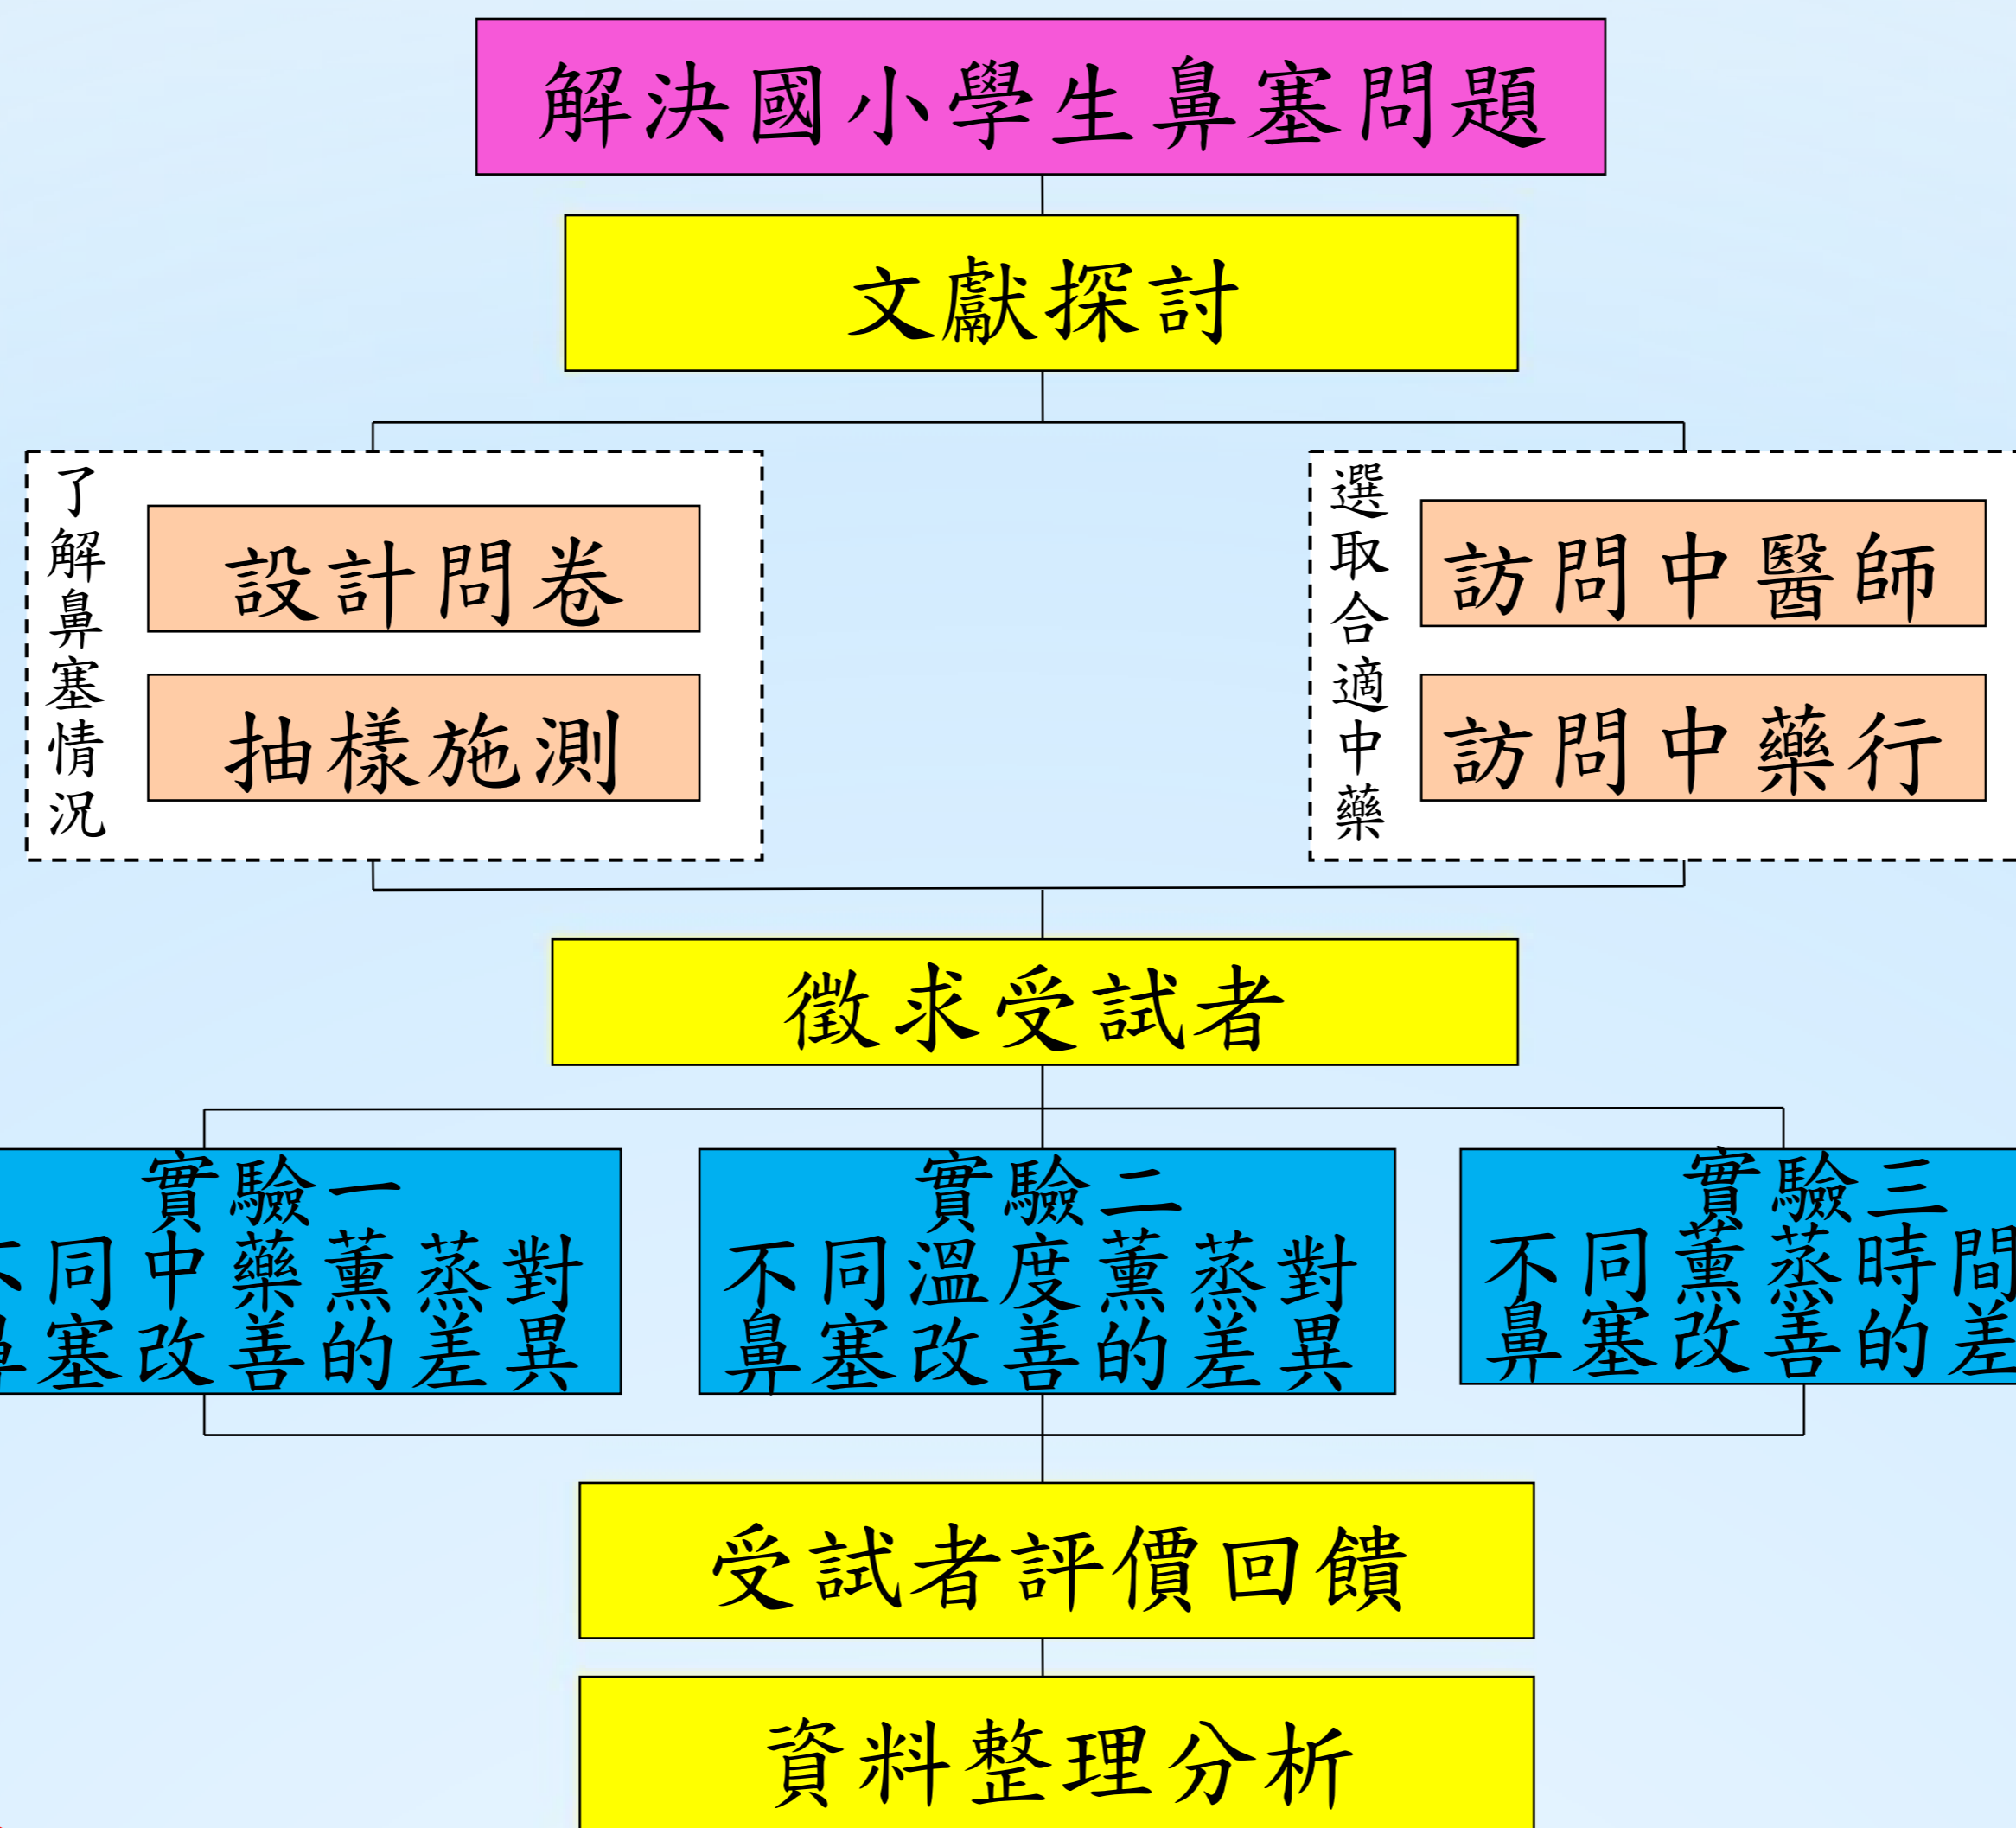 解決國小學生鼻塞問題
文獻探討
了解鼻塞情況
設計問卷
抽樣施測
選取合適中藥
訪問中醫師
訪問中藥行
徵求受試者
實驗一
不同中藥薰蒸對
鼻塞改善的差異
實驗二
不同溫度薰蒸對
鼻塞改善的差異
實驗三
不同薰蒸時間
鼻塞改善的差
受試者評價回饋
資料整理分析